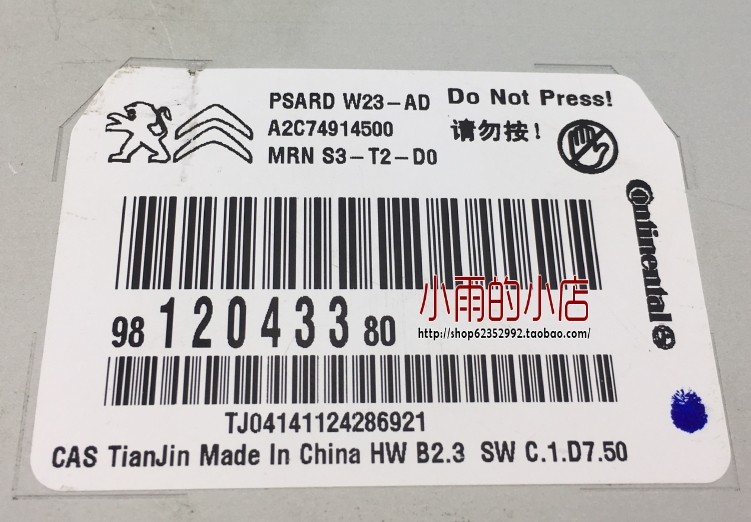 PSARD W23-AD
Do Not Press!
A2C74914500
请勿按!
MRN S3-T2-D0
Continental
小雨的小店
98 120433 80
http://shop62352992.taobao.com/
TJ04141124286921
CAS TianJin Made In China HW B2.3 SW C.1.D7.50